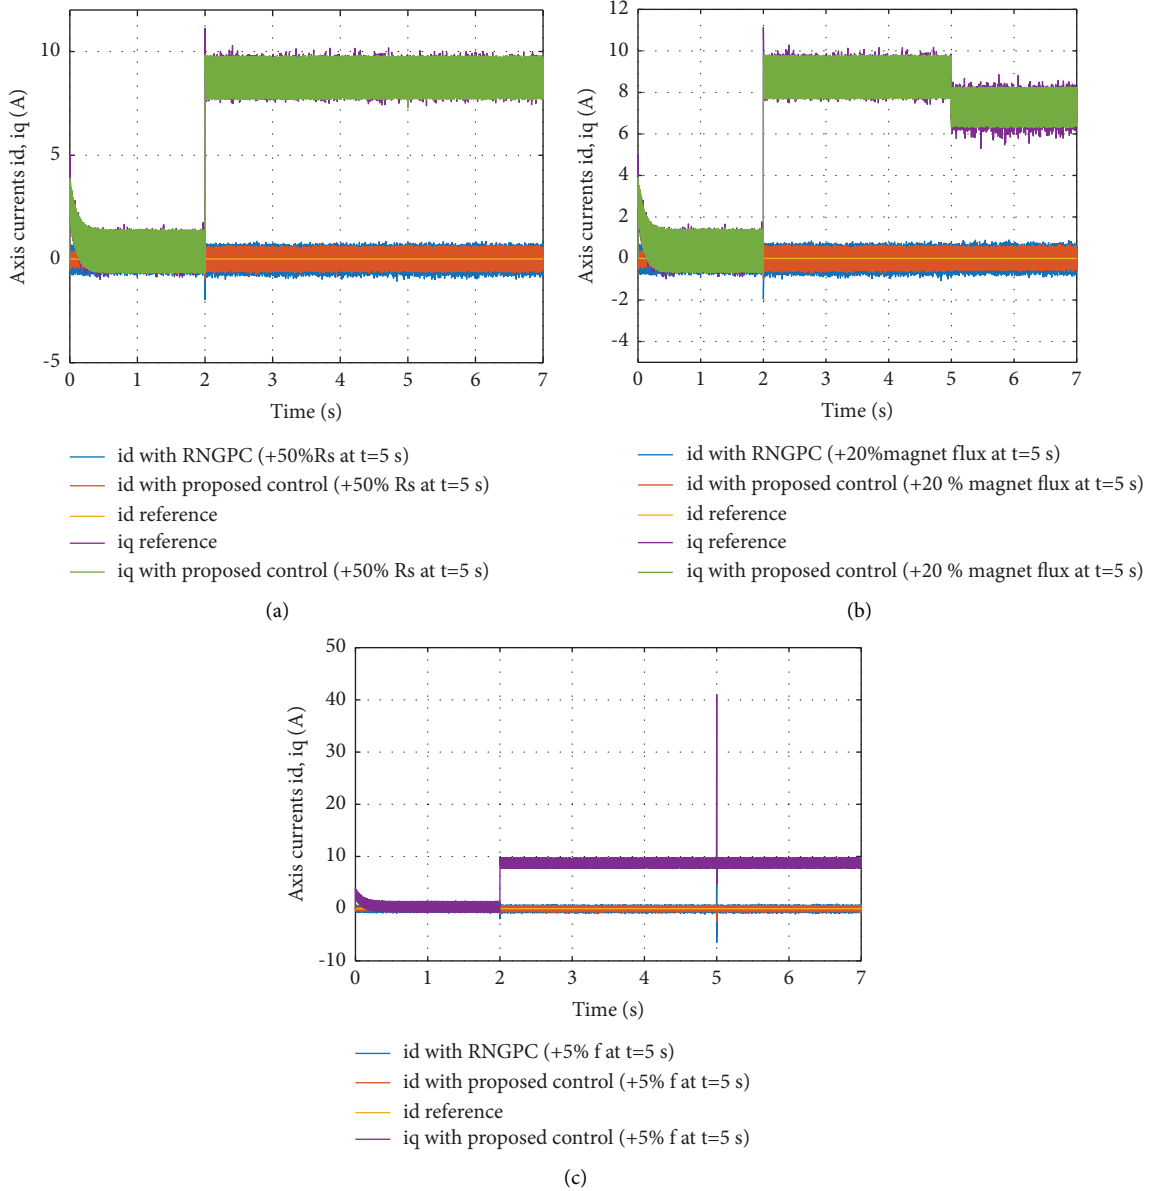 10
5
0
-5
0 1 2 3 4 5 6 7
Axis currents id, iq (A)
Time (s)
id with RNGPC (+50%Rs at t=5 s)
id with proposed control (+50% Rs at t=5 s)
id reference
iq reference
iq with proposed control (+50% Rs at t=5 s)
(a)
12
10
8
6
4
2
0
-2
-4
0 1 2 3 4 5 6 7
Axis currents id, iq (A)
Time (s)
id with RNGPC (+20%magnet flux at t=5 s)
id with proposed control (+20 % magnet flux at t=5 s)
id reference
iq reference
iq with proposed control (+20 % magnet flux at t=5 s)
(b)
50
40
30
20
10
0
-10
0 1 2 3 4 5 6 7
Axis currents id, iq (A)
Time (s)
id with RNGPC (+5% f at t=5 s)
id with proposed control (+5% f at t=5 s)
id reference
iq with proposed control (+5% f at t=5 s)
(c)